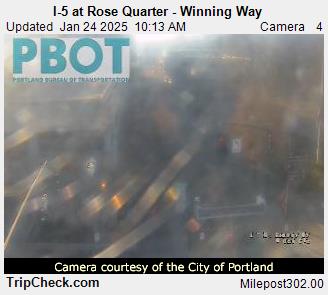 I-5 at Rose Quarter - Winning Way
Updated Jan 24 2025 10:13 AM Camera 4
PBOT
PORTLAND BUREAU OF TRANSPORTATION
Camera courtesy of the City of Portland
TripCheck.com Milepost302.00